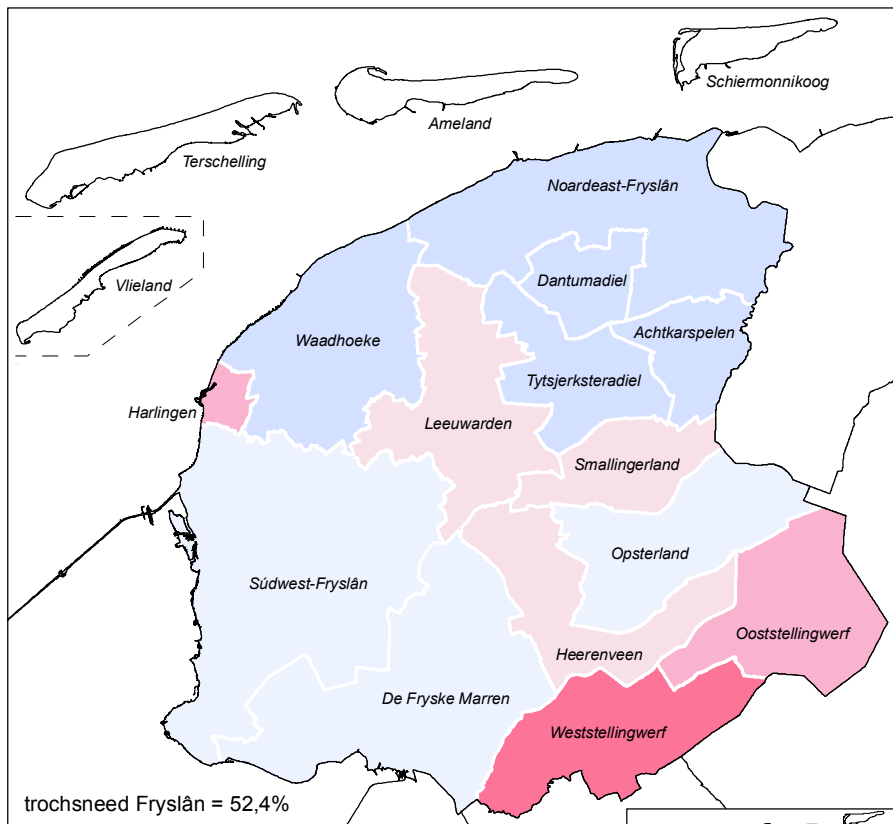 Schiermonnikoog
Ameland
Terschelling
Noardeast-Fryslân
Vlieland
Dantumadiel
Waadhoeke
Achtkarspelen
Tytsjerksteradiel
Harlingen
Leeuwarden
Smallingerland
Opsterland
Súdwest-Fryslân
Ooststellingwerf
Heerenveen
De Fryske Marren
Weststellingwerf
trochsneed Fryslân = 52,4%